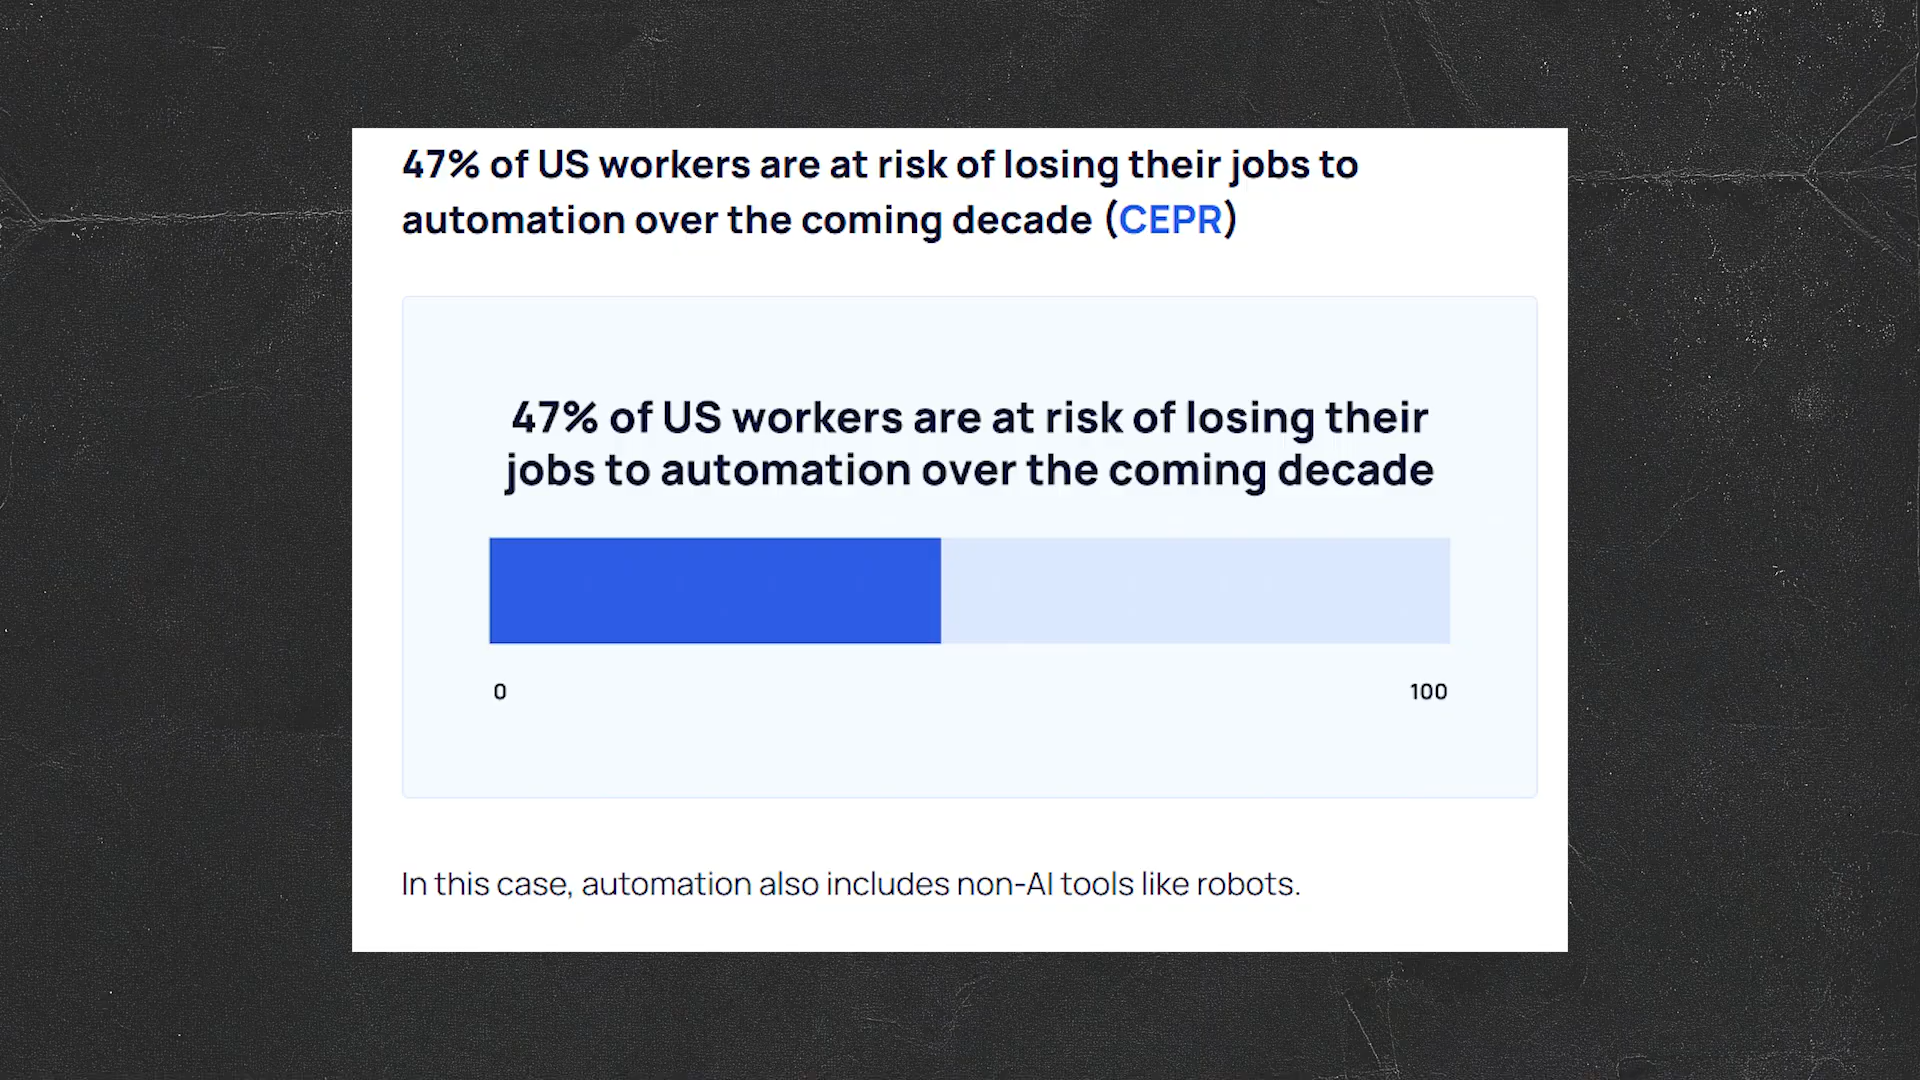 47% of US workers are at risk of losing their jobs to
automation over the coming decade (CEPR)
47% of US workers are at risk of losing their
jobs to automation over the coming decade
0
100
In this case, automation also includes non-AI tools like robots.